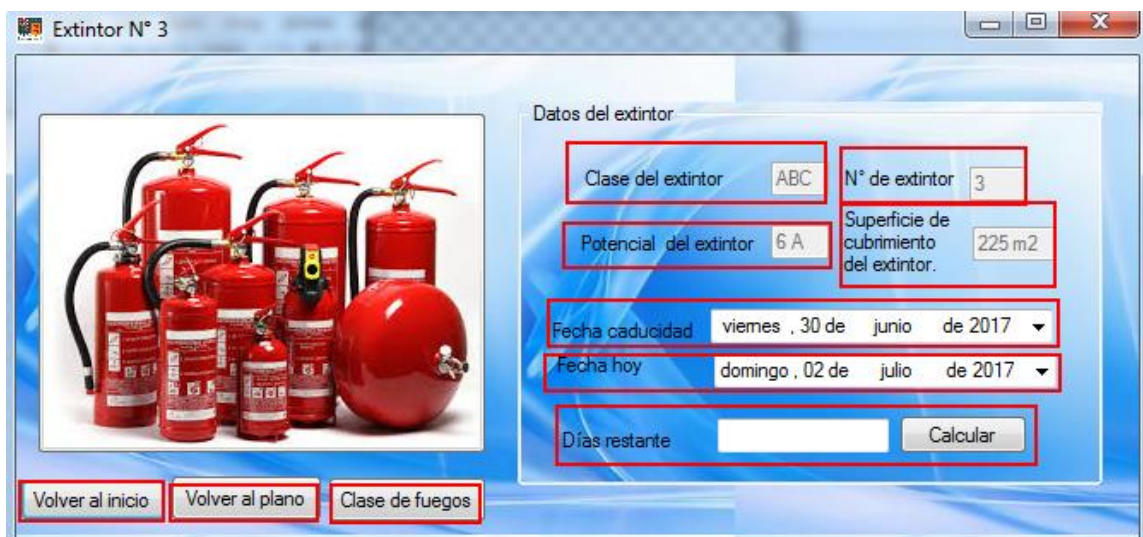 Extintor N° 3
Datos del extintor
Clase del extintor ABC N° de extintor 3
Potencial del extintor 6 A
Superficie de
cubrimiento
del extintor.
225 m2
Fecha caducidad viernes , 30 de junio de 2017
Fecha hoy domingo , 02 de julio de 2017
Días restante Calcular
Volver al inicio Volver al plano Clase de fuegos